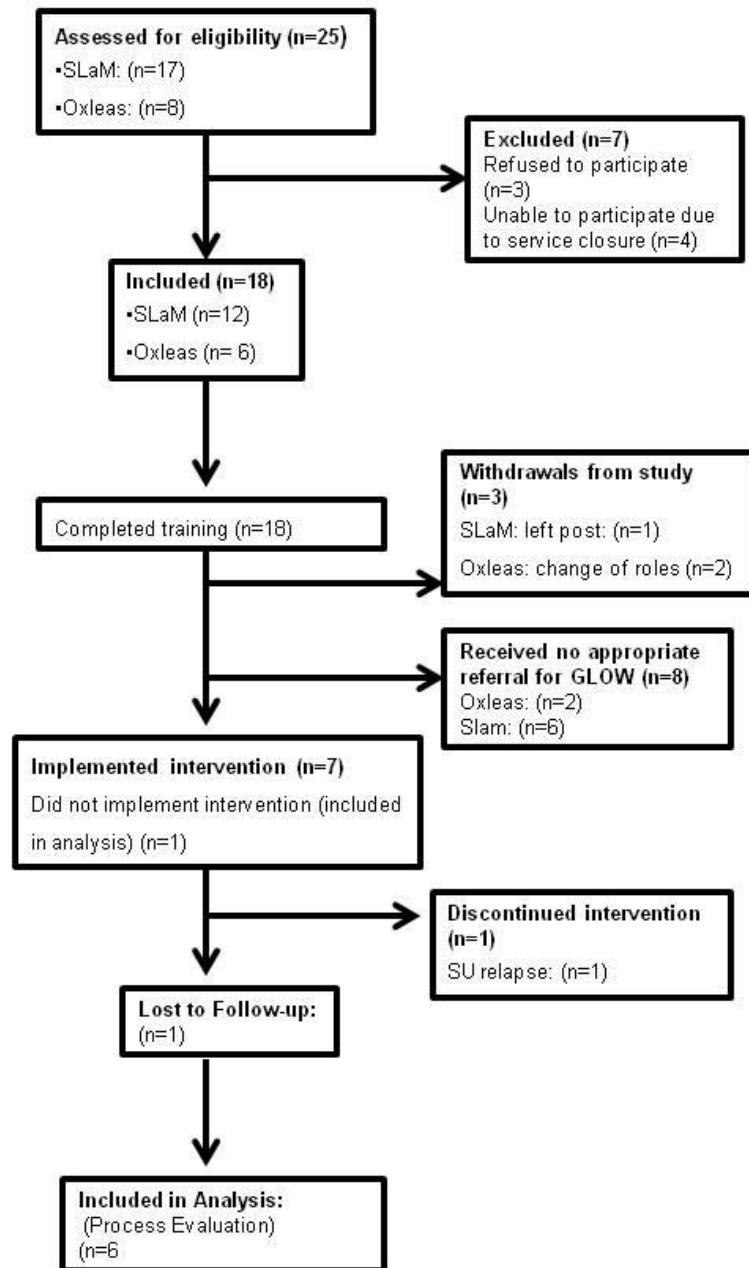 Assessed for eligibility (n=25)
▪SLaM: (n=17)
▪Oxleas: (n=8)
Excluded (n=7)
Refused to participate
(n=3)
Unable to participate due
to service closure (n=4)
Included (n=18)
▪SLaM (n=12)
▪Oxleas (n= 6)
Withdrawals from study
(n=3)
SLaM: left post: (n=1)
Oxleas: change of roles (n=2)
Completed training (n=18)
Received no appropriate
referral for GLOW (n=8)
Oxleas: (n=2)
Slam: (n=6)
Implemented intervention (n=7)
Did not implement intervention (included
in analysis) (n=1)
Discontinued intervention
(n=1)
SU relapse: (n=1)
Lost to Follow-up:
(n=1)
Included in Analysis:
(Process Evaluation)
(n=6